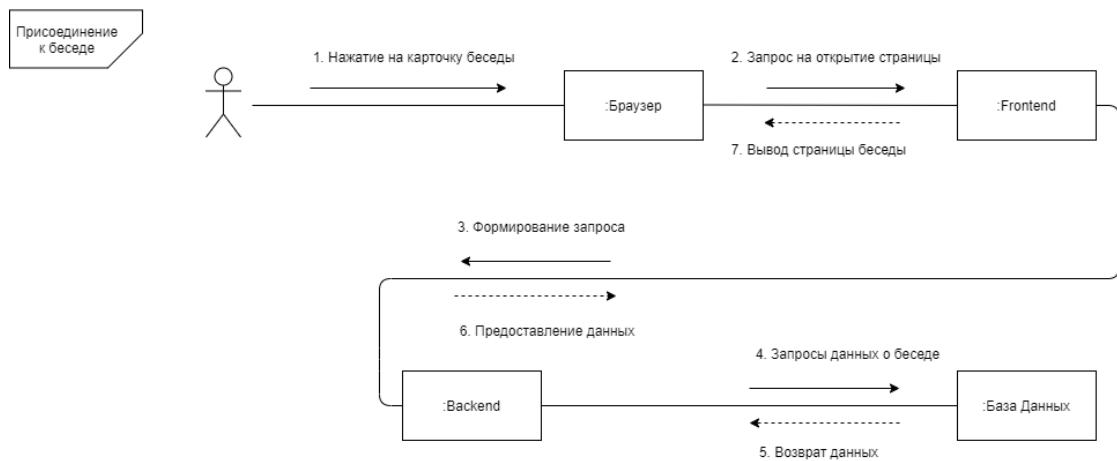 Присоединение
к беседе
1. Нажатие на карточку беседы
2. Запрос на открытие страницы
:Браузер
:Frontend
7. Вывод страницы беседы
3. Формирование запроса
6. Предоставление данных
4. Запросы данных о беседе
:Backend
:База Данных
5. Возврат данных